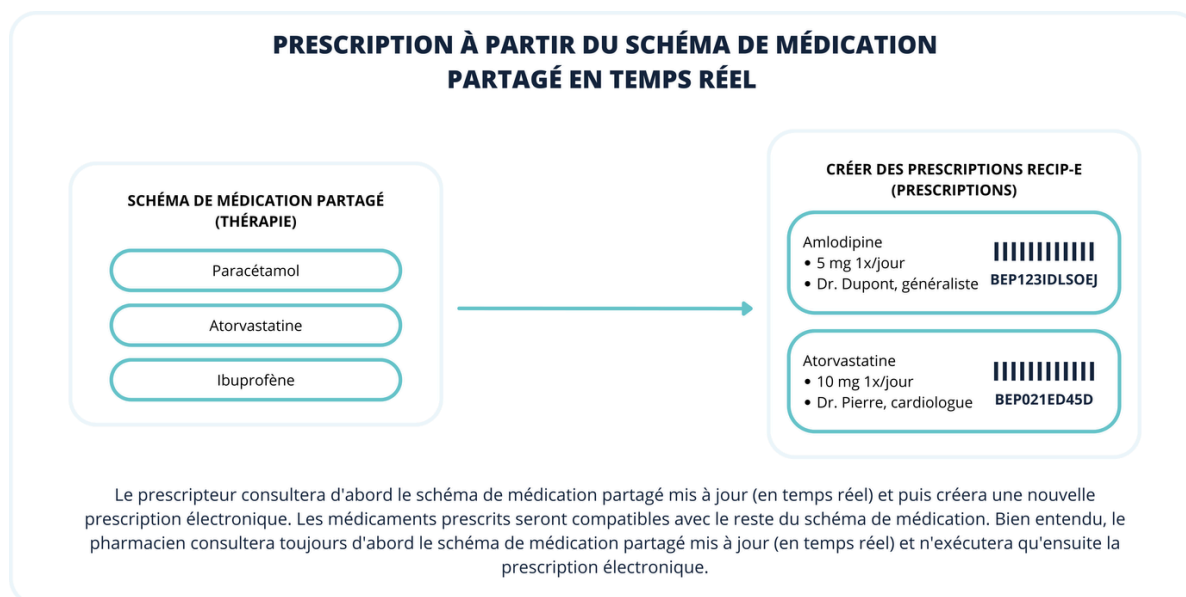 PRESCRIPTION À PARTIR DU SCHÉMA DE MÉDICATION
PARTAGÉ EN TEMPS RÉEL
SCHÉMA DE MÉDICATION PARTAGÉ
(THÉRAPIE)
Paracétamol
Atorvastatine
Ibuprofène
CRÉER DES PRESCRIPTIONS RECIP-E
(PRESCRIPTIONS)
Amlodipine
• 5 mg 1x/jour
• Dr. Dupont, généraliste
BEP123IDLSOEJ
Atorvastatine
• 10 mg 1x/jour
• Dr. Pierre, cardiologue
BEP021ED45D
Le prescripteur consultera d'abord le schéma de médication partagé mis à jour (en temps réel) et puis créera une nouvelle
prescription électronique. Les médicaments prescrits seront compatibles avec le reste du schéma de médication. Bien entendu, le
pharmacien consultera toujours d'abord le schéma de médication partagé mis à jour (en temps réel) et n'exécutera qu'ensuite la
prescription électronique.